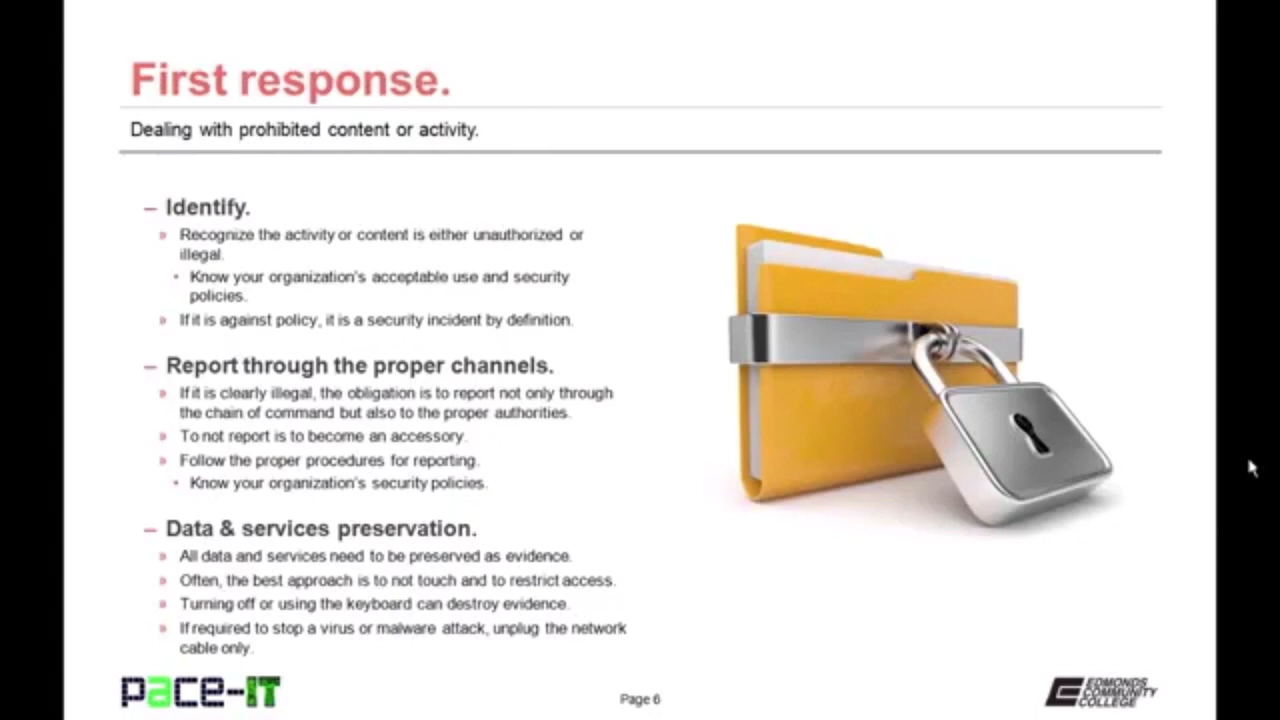 First response.
Dealing with prohibited content or activity.
– Identify.
» Recognize the activity or content is either unauthorized or
illegal.
• Know your organization's acceptable use and security
policies.
» If it is against policy, it is a security incident by definition.
– Report through the proper channels.
» If it is clearly illegal, the obligation is to report not only through
the chain of command but also to the proper authorities.
» To not report is to become an accessory.
» Follow the proper procedures for reporting.
• Know your organization's security policies.
– Data & services preservation.
» All data and services need to be preserved as evidence.
» Often, the best approach is to not touch and to restrict access.
» Turning off or using the keyboard can destroy evidence.
» If required to stop a virus or malware attack, unplug the network
cable only.
pace-IT
Page 6
EDMONDS
COMMUNITY
COLLEGE